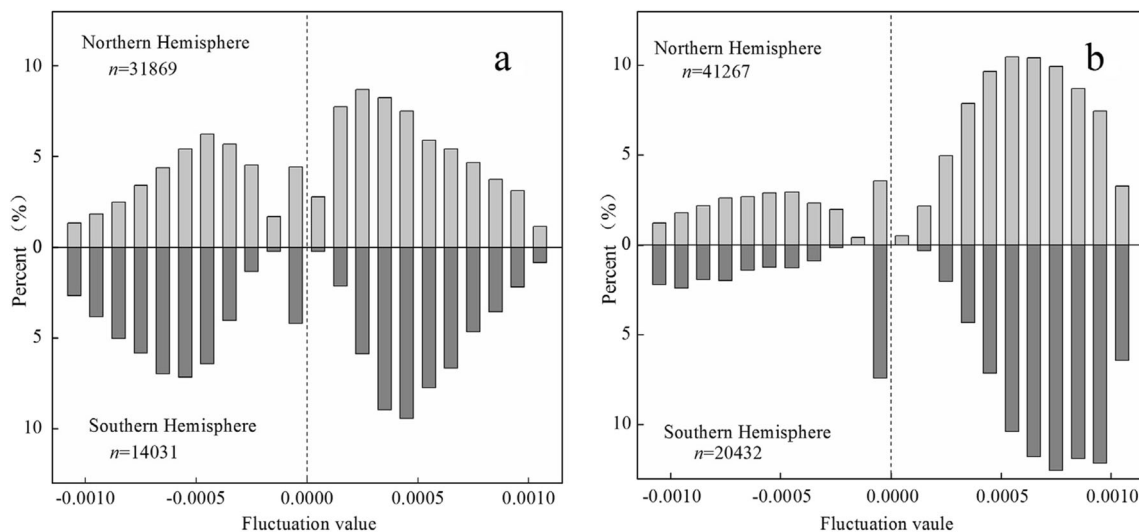 Northern Hemisphere
n=31869
a
10
5
0
5
10
Percent（%）
Southern Hemisphere
n=14031
-0.0010 -0.0005 0.0000 0.0005 0.0010
Fluctuation value
Northern Hemisphere
n=41267
b
10
5
0
5
10
Percent（%）
Southern Hemisphere
n=20432
-0.0010 -0.0005 0.0000 0.0005 0.0010
Fluctuation vaule